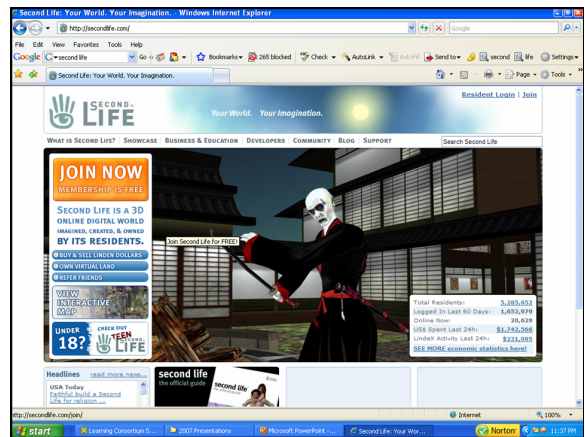 Second Life: Your World. Your Imagination. - Windows Internet Explorer
http://secondlife.com/
Google
File Edit View Favorites Tools Help
Google G second life Go Bookmarks 265 blocked Check AutoLink AutoFill Send to second life Settings
Second Life: Your World. Your Imagination.
Page Tools
Resident Login | Join
SECOND LIFE
Your World. Your Imagination.
WHAT IS SECOND LIFE? SHOWCASE BUSINESS & EDUCATION DEVELOPERS COMMUNITY BLOG SUPPORT
Search Second Life
JOIN NOW
MEMBERSHIP IS FREE
SECOND LIFE IS A 3D
ONLINE DIGITAL WORLD
IMAGINED, CREATED, & OWNED
BY ITS RESIDENTS.
BUY & SELL LINDEN DOLLARS
OWN VIRTUAL LAND
REFER FRIENDS
VIEW
INTERACTIVE
MAP
UNDER
18?
CHECK OUT
TEEN
SECOND LIFE
Join Second Life for FREE!
Total Residents: 5,285,652
Logged In Last 60 Days: 1,652,979
Online Now: 20,629
US$ Spent Last 24h: $1,742,566
LindeX Activity Last 24h: $231,095
SEE MORE economic statistics here!
Headlines read more news...
USA Today
Faithful build a Second
Life for religion ...
second life
the official guide
second life
http://secondlife.com/join/
Internet
100%
start
Learning Consortium 5...
2007 Presentations
Microsoft PowerPoint - ...
Second Life: Your Wor...
Norton
11:37 PM